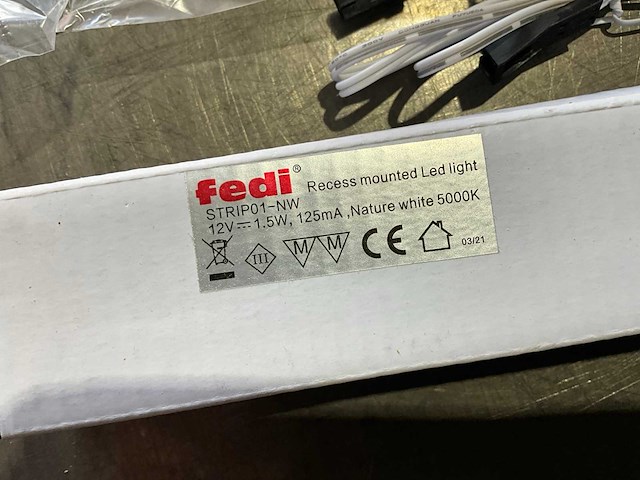 fedi® Recess mounted Led light
STRIP01-NW
12V⎓1.5W, 125mA ,Nature white 5000K
III M M CE 03/21